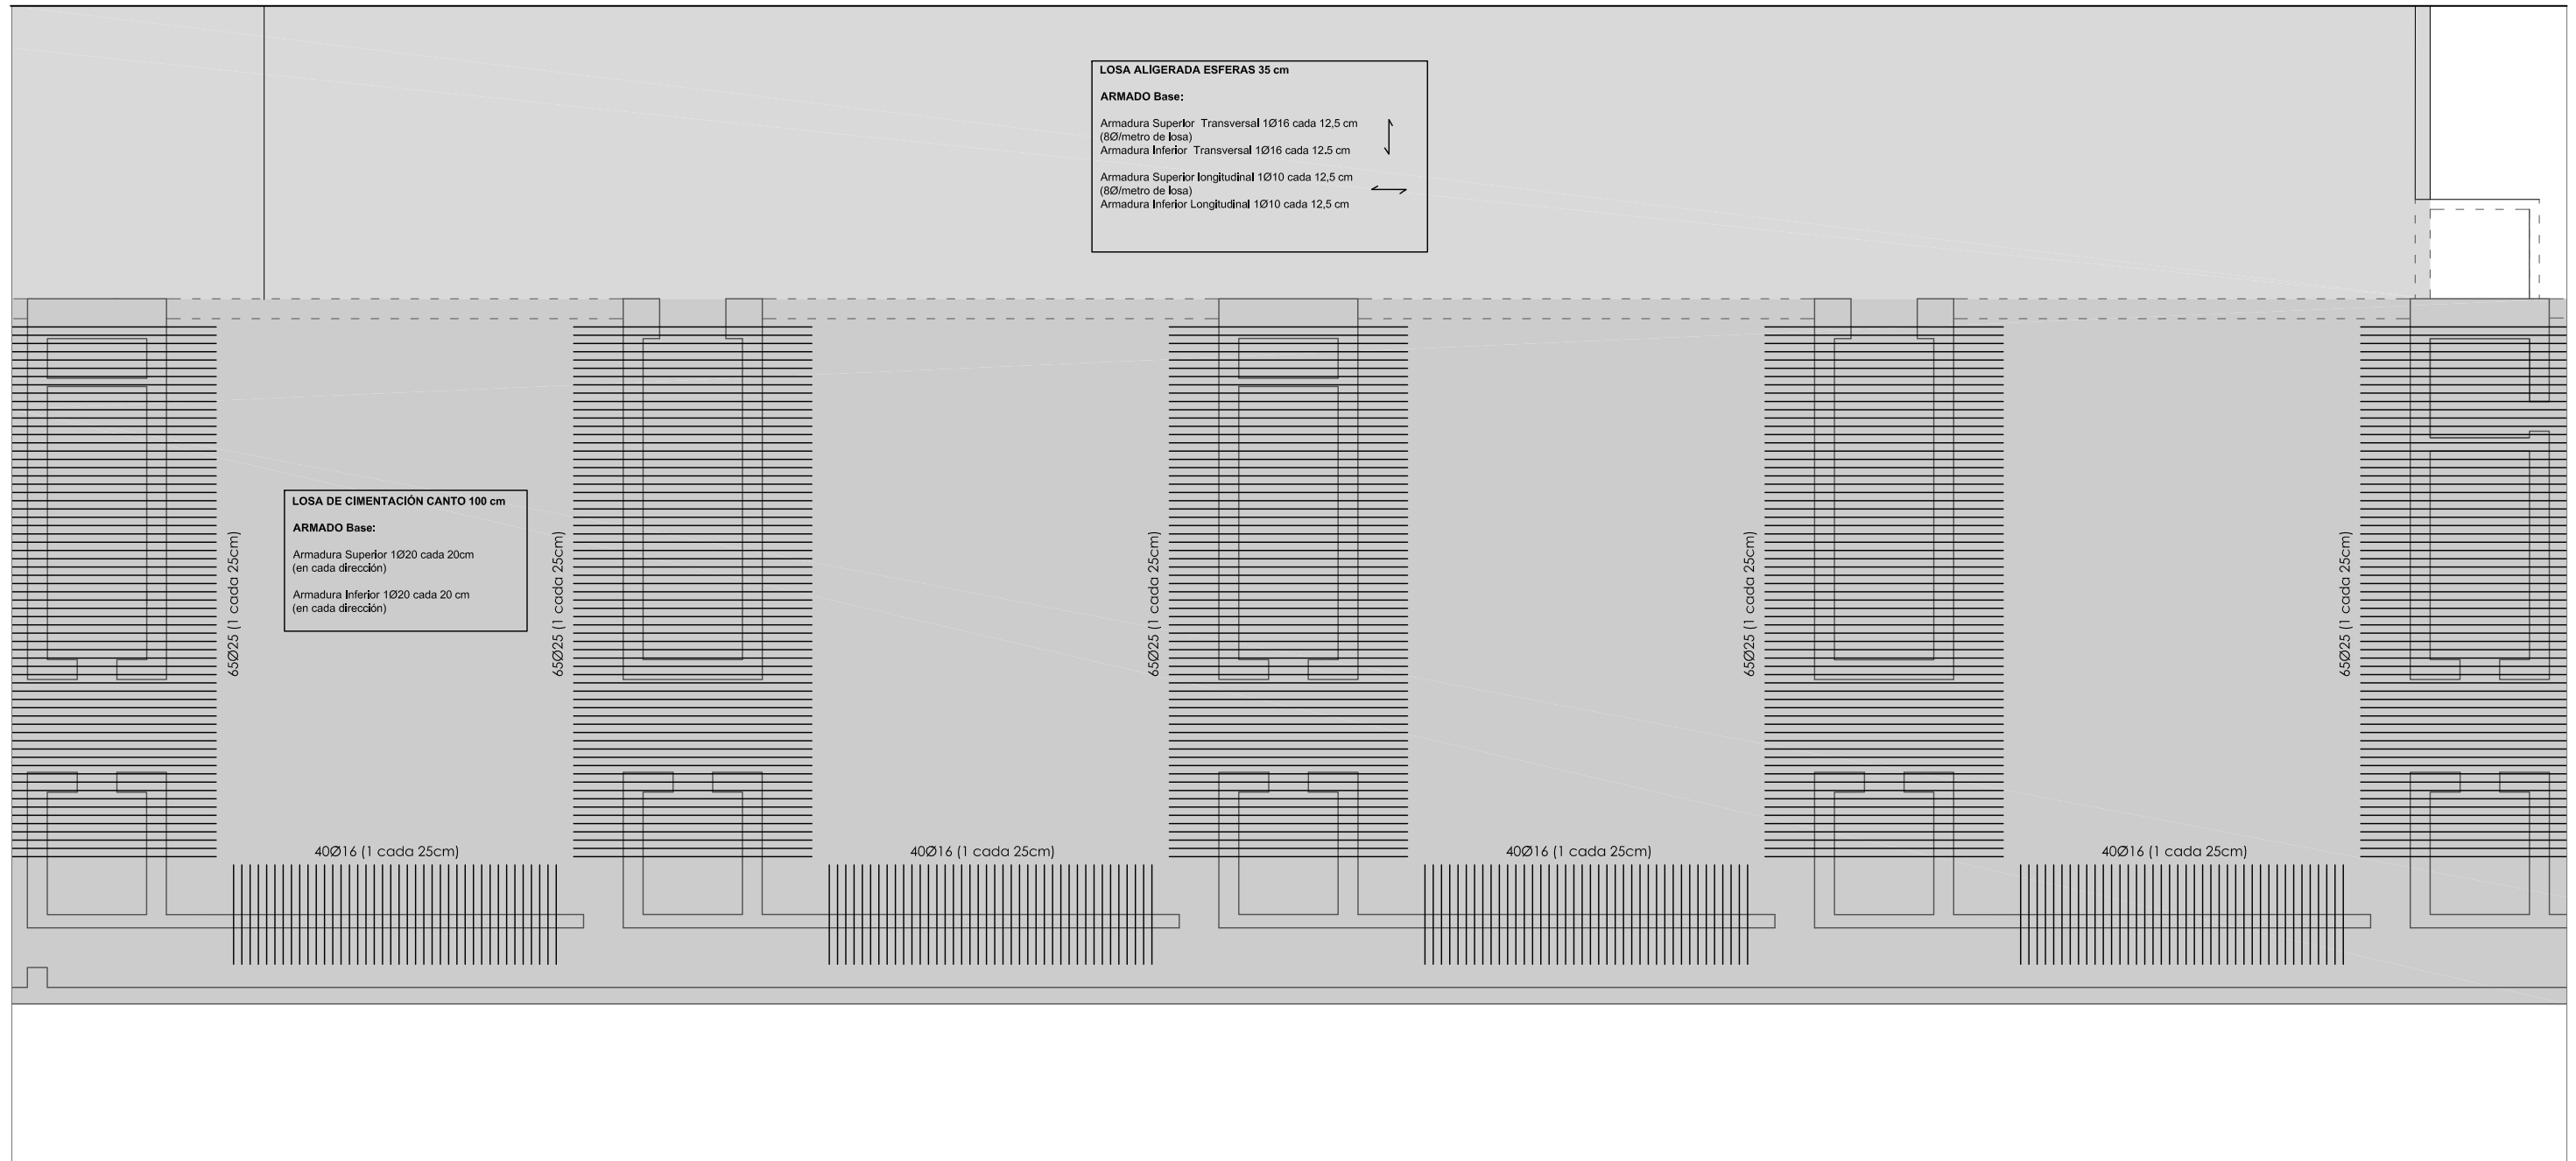 LOSA ALIGERADA ESFERAS 35 cm
ARMADO Base:
Armadura Superior Transversal 1Ø16 cada 12,5 cm
(8Ø/metro de losa)
Armadura Inferior Transversal 1Ø16 cada 12.5 cm
Armadura Superior longitudinal 1Ø10 cada 12,5 cm
(8Ø/metro de losa)
Armadura Inferior Longitudinal 1Ø10 cada 12,5 cm
LOSA DE CIMENTACIÓN CANTO 100 cm
ARMADO Base:
Armadura Superior 1Ø20 cada 20cm
(en cada dirección)
Armadura Inferior 1Ø20 cada 20 cm
(en cada dirección)
65Ø25 (1 cada 25cm)
65Ø25 (1 cada 25cm)
65Ø25 (1 cada 25cm)
65Ø25 (1 cada 25cm)
65Ø25 (1 cada 25cm)
40Ø16 (1 cada 25cm)
40Ø16 (1 cada 25cm)
40Ø16 (1 cada 25cm)
40Ø16 (1 cada 25cm)